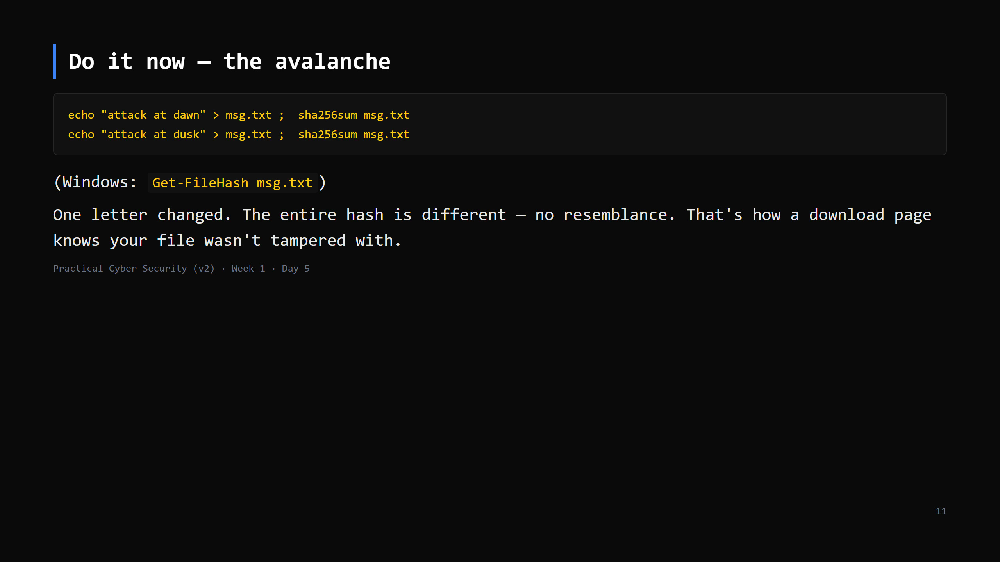 Do it now — the avalanche
echo "attack at dawn" > msg.txt ;  sha256sum msg.txt
echo "attack at dusk" > msg.txt ;  sha256sum msg.txt
(Windows: Get-FileHash msg.txt)
One letter changed. The entire hash is different — no resemblance. That's how a download page
knows your file wasn't tampered with.
Practical Cyber Security (v2) · Week 1 · Day 5
11